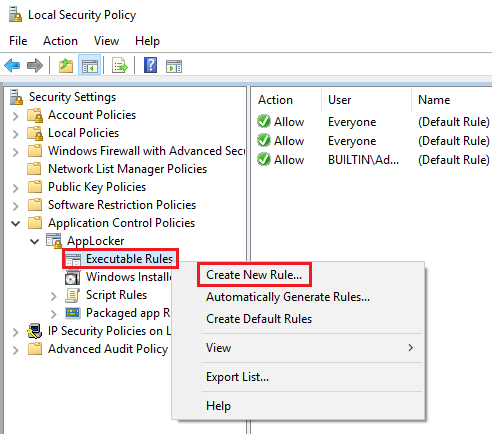 Local Security Policy
File Action View Help
Security Settings
Account Policies
Local Policies
Windows Firewall with Advanced Sec
Network List Manager Policies
Public Key Policies
Software Restriction Policies
Application Control Policies
AppLocker
Executable Rules
Windows Installe
Script Rules
Packaged app R
IP Security Policies on L
Advanced Audit Policy
Action User Name
Allow Everyone (Default Rule)
Allow Everyone (Default Rule)
Allow BUILTIN\Ad... (Default Rule)
Create New Rule...
Automatically Generate Rules...
Create Default Rules
View
Export List...
Help